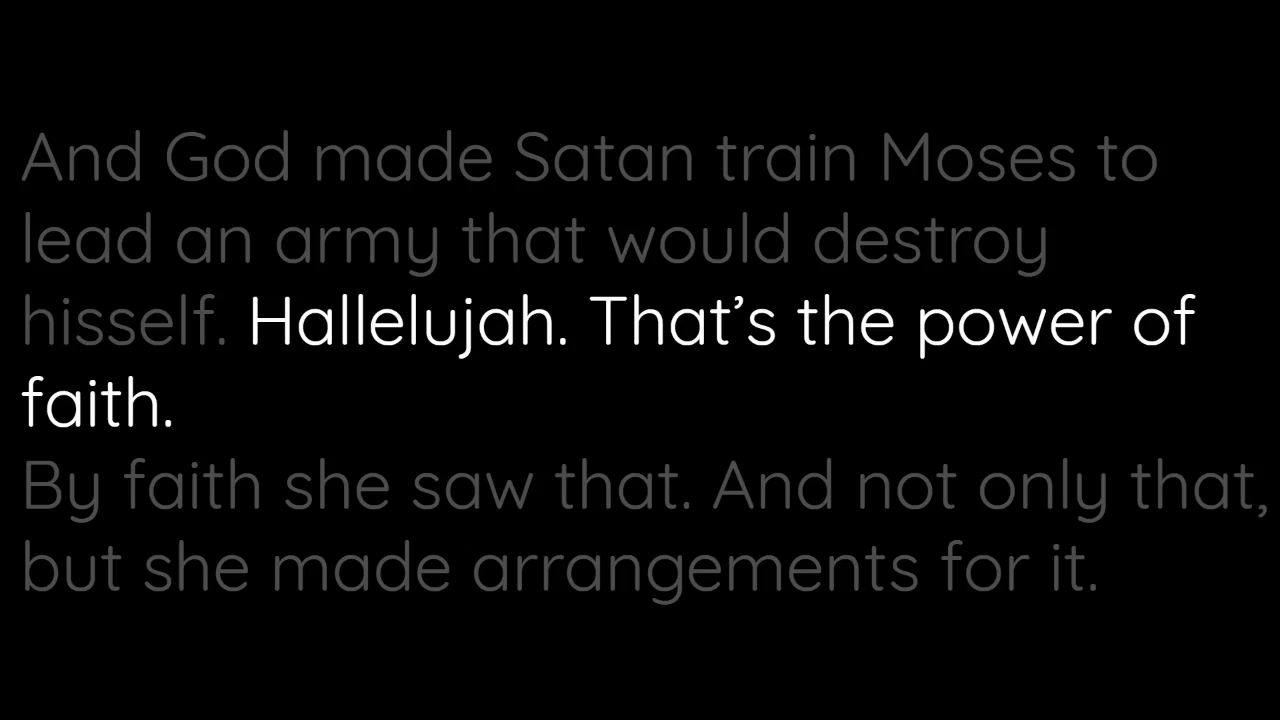 And God made Satan train Moses to
lead an army that would destroy
hisself. Hallelujah. That’s the power of
faith.
By faith she saw that. And not only that,
but she made arrangements for it.